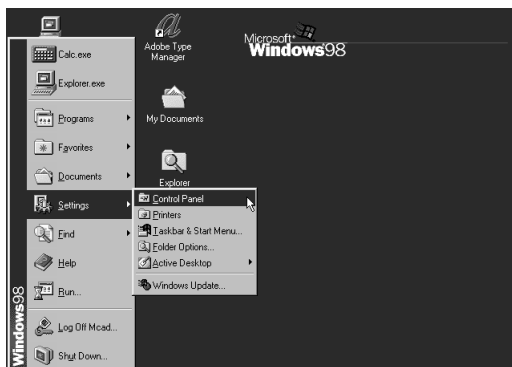 Adobe Type
Manager
Microsoft
Windows98
My Documents
Explorer
Calc.exe
Explorer.exe
Programs
Favorites
Documents
Settings
Find
Help
Run...
Log Off Mcad...
Shut Down...
Control Panel
Printers
Taskbar & Start Menu...
Folder Options...
Active Desktop
Windows Update...
Windows98